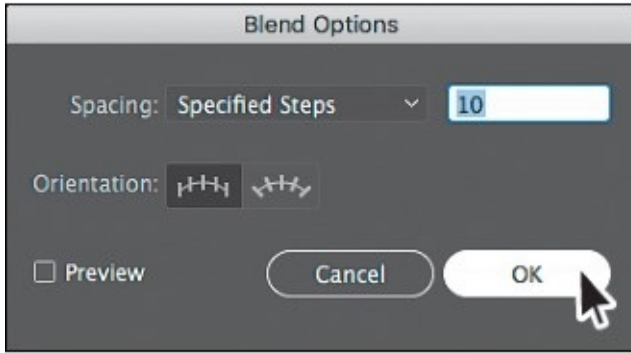 Blend Options
Spacing: Specified Steps 10
Orientation:
Preview Cancel OK